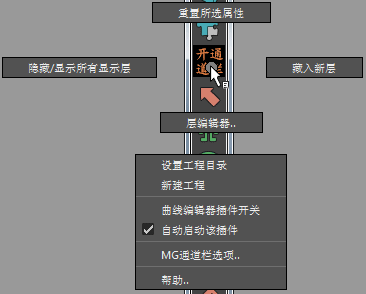 重置所选属性
开通
道栏
隐藏/显示所有显示层
藏入新层
层编辑器..
设置工程目录
新建工程
曲线编辑器插件开关
自动启动该插件
MG通道栏选项..
帮助..